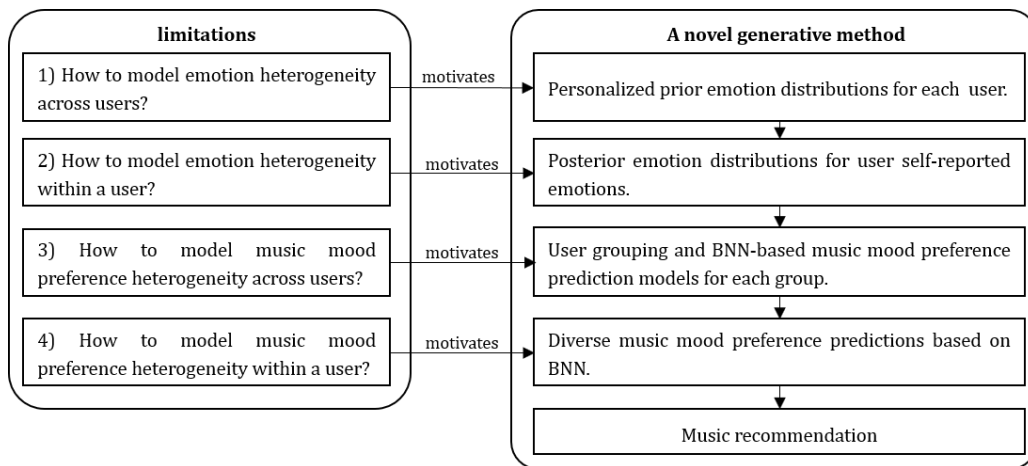 limitations
1) How to model emotion heterogeneity
across users?
2) How to model emotion heterogeneity
within a user?
3) How to model music mood
preference heterogeneity across users?
4) How to model music mood
preference heterogeneity within a user?
motivates
motivates
motivates
motivates
A novel generative method
Personalized prior emotion distributions for each user.
Posterior emotion distributions for user self-reported
emotions.
User grouping and BNN-based music mood preference
prediction models for each group.
Diverse music mood preference predictions based on
BNN.
Music recommendation